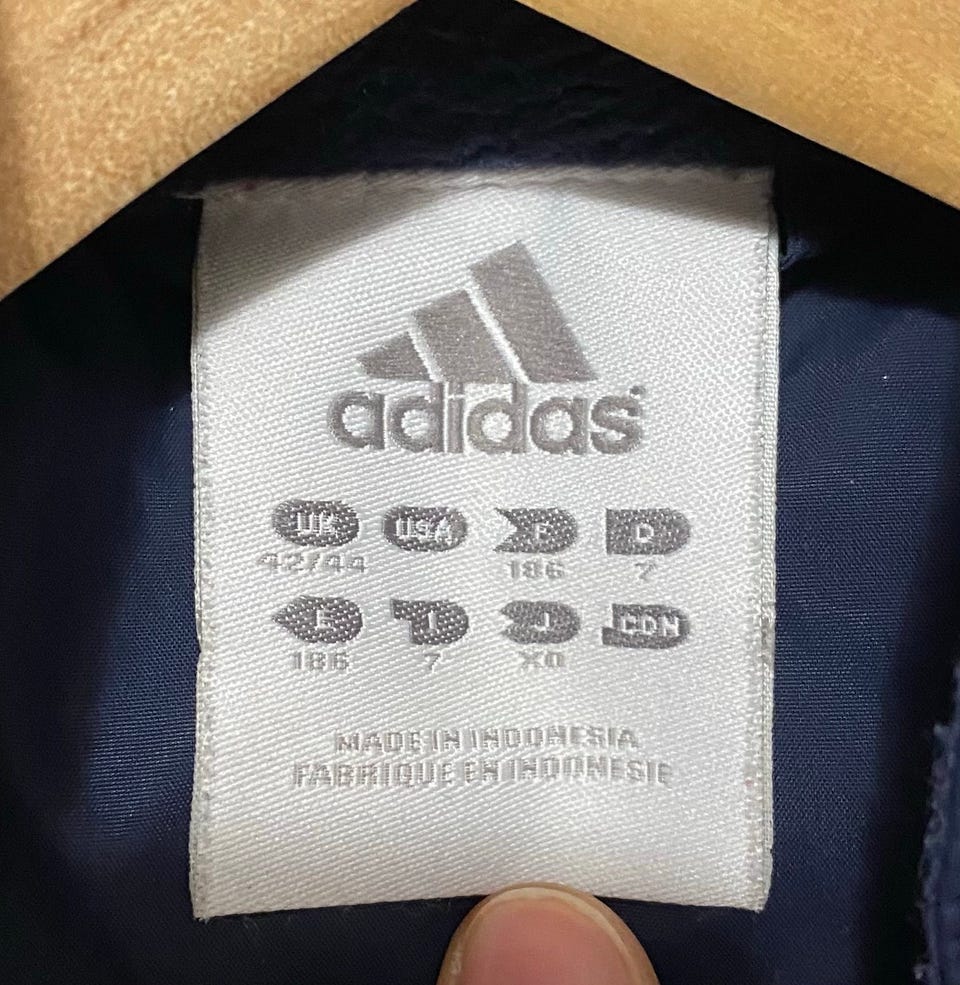 adidas
UK USA F D
42/44 186 7
E I J CDN
186 7 XO
MADE IN INDONESIA
FABRIQUE EN INDONESIE